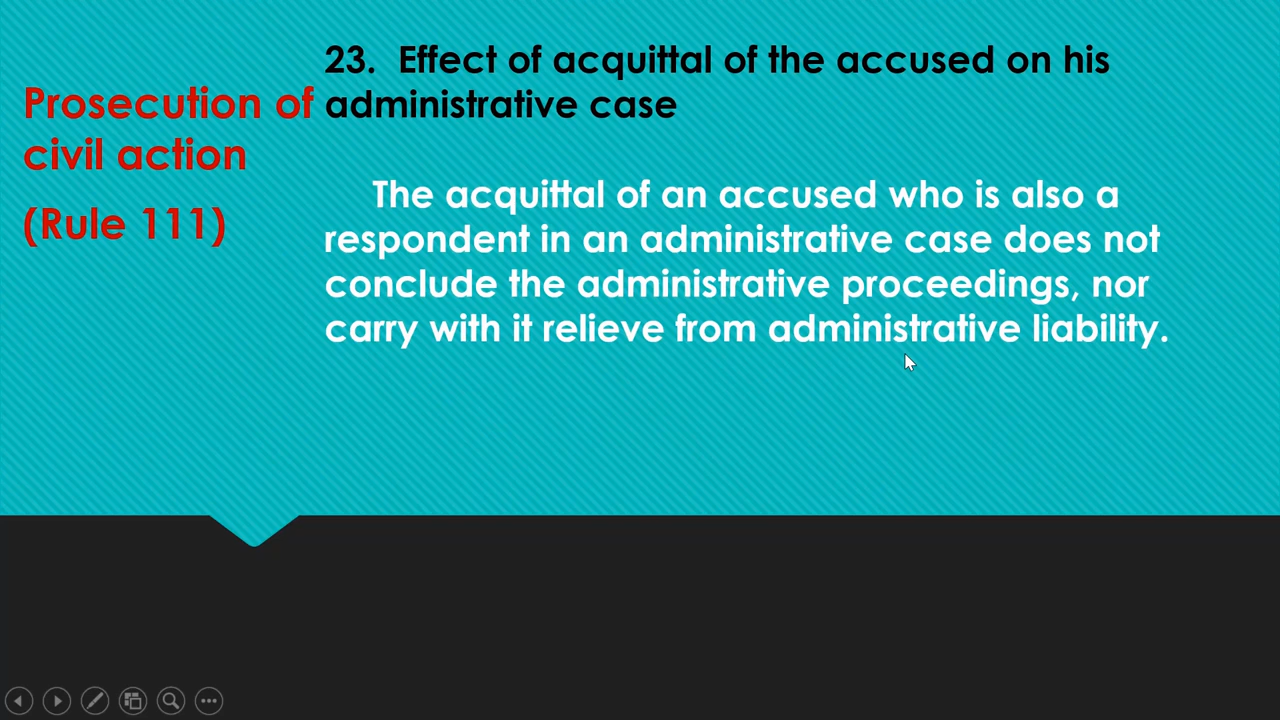 Prosecution of
civil action
(Rule 111)
23.  Effect of acquittal of the accused on his
administrative case
The acquittal of an accused who is also a
respondent in an administrative case does not
conclude the administrative proceedings, nor
carry with it relieve from administrative liability.